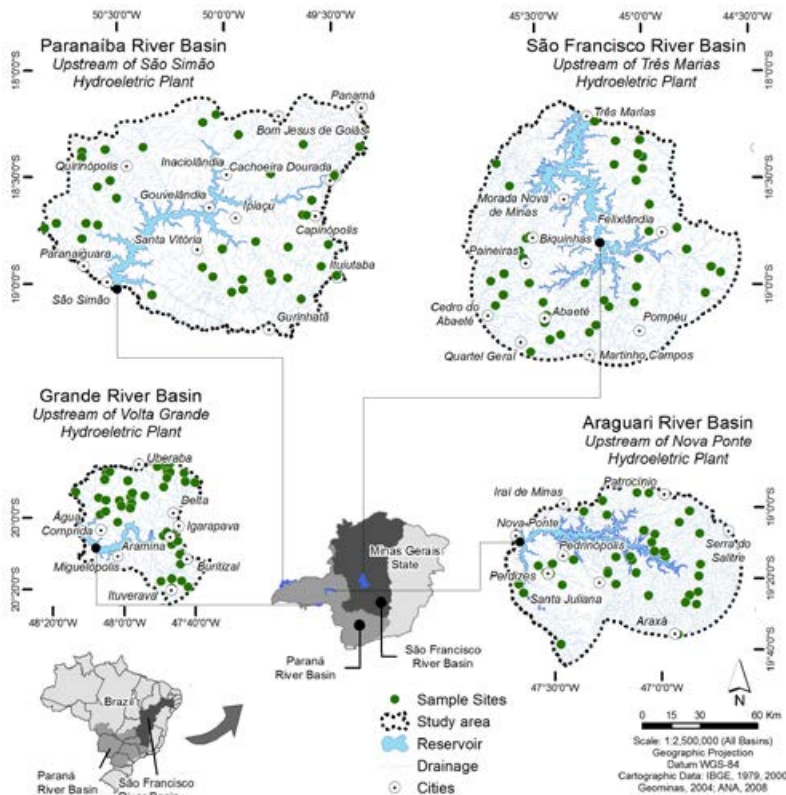 50°30'0"W 50°0'0"W 49°30'0"W
45°30'0"W 45°0'0"W 44°30'0"W
Paranaíba River Basin
Upstream of São Simão
Hydroeletric Plant
18°0'0"S
Panamá
Bom Jesus de Goiás
Inaciolândia
Cachoeira Dourada
Quirinópolis
18°30'0"S
Gouvelândia
Ipiaçu
Santa Vitória
Capinópolis
Paranaiguara
Ituiutaba
19°0'0"S
São Simão
Gurinhatã
São Francisco River Basin
Upstream of Três Marias
Hydroeletric Plant
18°0'0"S
Três Marias
18°30'0"S
Morada Nova
de Minas
Felixlândia
Biquinhas
Paineiras
19°0'0"S
Cedro do
Abaeté
Abaeté
Pompéu
Quartel Geral
Martinho Campos
Grande River Basin
Upstream of Volta Grande
Hydroeletric Plant
Uberaba
Delta
20°0'0"S
Água
Comprida
Igarapava
Aramina
Miguelópolis
Buritizal
20°20'0"S
Ituverava
48°20'0"W 48°0'0"W 47°40'0"W
Araguari River Basin
Upstream of Nova Ponte
Hydroeletric Plant
Patrocínio
Iraí de Minas
19°0'0"S
Nova Ponte
Pedrinópolis
Serra do
Salitre
Perdizes
19°20'0"S
Santa Juliana
Araxá
19°40'0"S
47°30'0"W 47°0'0"W
Minas Gerais
State
Paraná
River Basin
São Francisco
River Basin
Brazil
Paraná
River Basin
São Francisco
River Basin
Sample Sites
Study area
Reservoir
Drainage
Cities
N
0 15 30 60 Km
Scale: 1:2,500,000 (All Basins)
Geographic Projection
Datum WGS-84
Cartographic Data: IBGE, 1979, 2000
Geominas, 2004; ANA, 2008